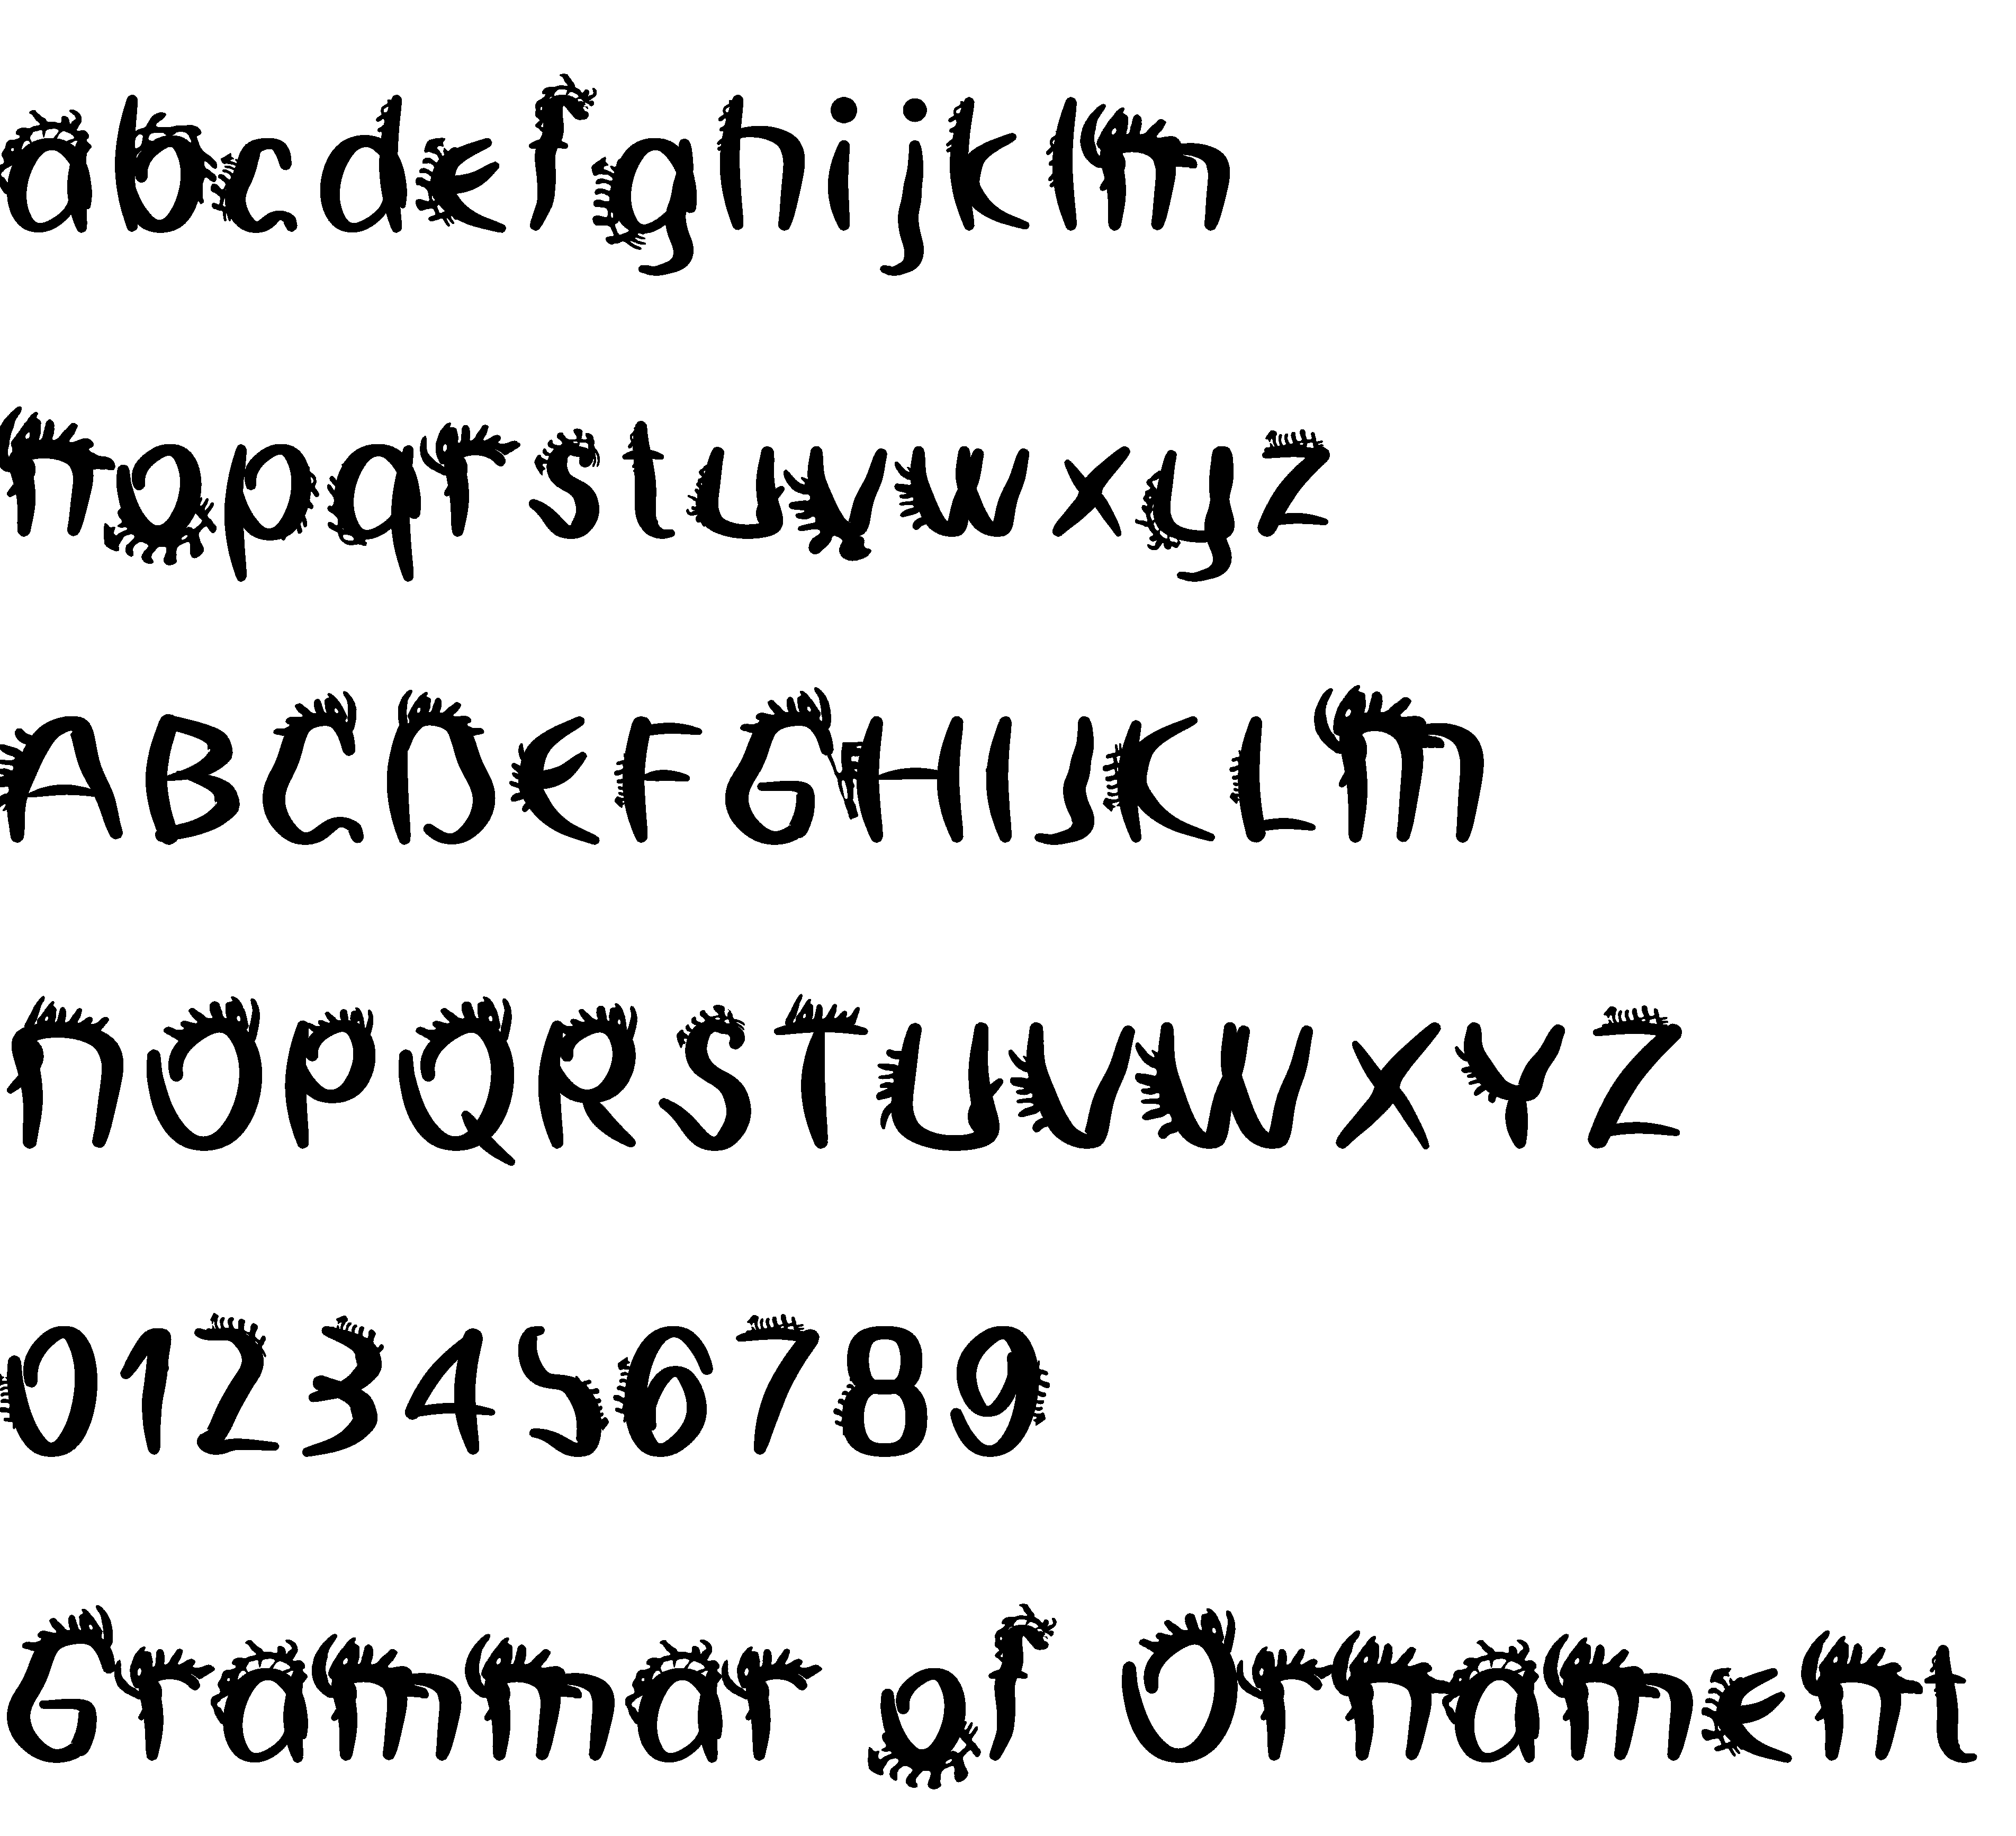 abcdefghijklm
nopqrstuvwxyz
ABCDEFGHIJKLM
NOPQRSTUVWXYZ
0123456789
Grammar of Ornament